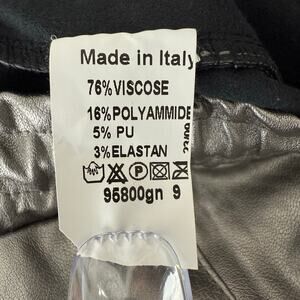 Made in Italy
76%VISCOSE
16%POLYAMMIDE
5% PU
3%ELASTAN
95800gn 9